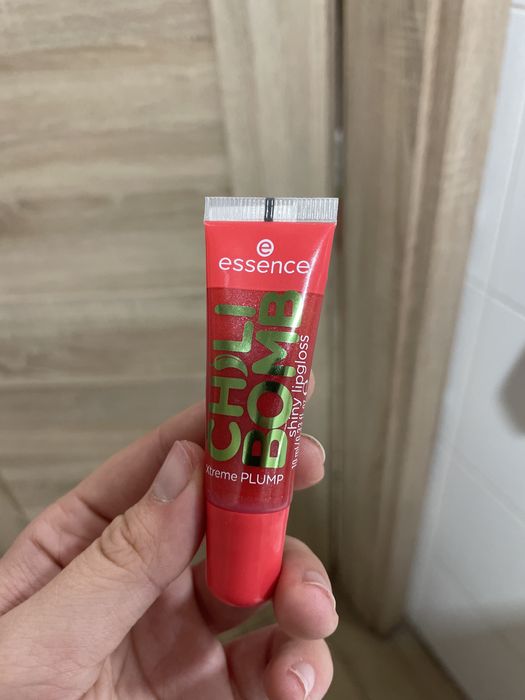 essence
CHILI
BOMB
shiny lipgloss
Xtreme PLUMP